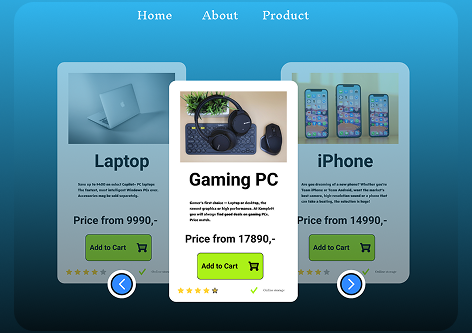 Home About Product
Laptop
Save up to 4400 on select Copilot+ PC laptops
The fastest, most intelligent Windows PCs ever.
Accessories may be sold separately.
Price from 9990,-
Add to Cart
Gaming PC
Gamer's first choice – Laptop or desktop, the
newest graphics or high performance. At Komplett
you will always find good deals on gaming PCs.
Price match.
Price from 17890,-
Add to Cart
iPhone
Are you dreaming of a new phone? Whether you're
Team iPhone or Team Android, want the market's
best camera, high-resolution sound or a phone that
can take a beating, the selection is huge!
Price from 14990,-
Add to Cart